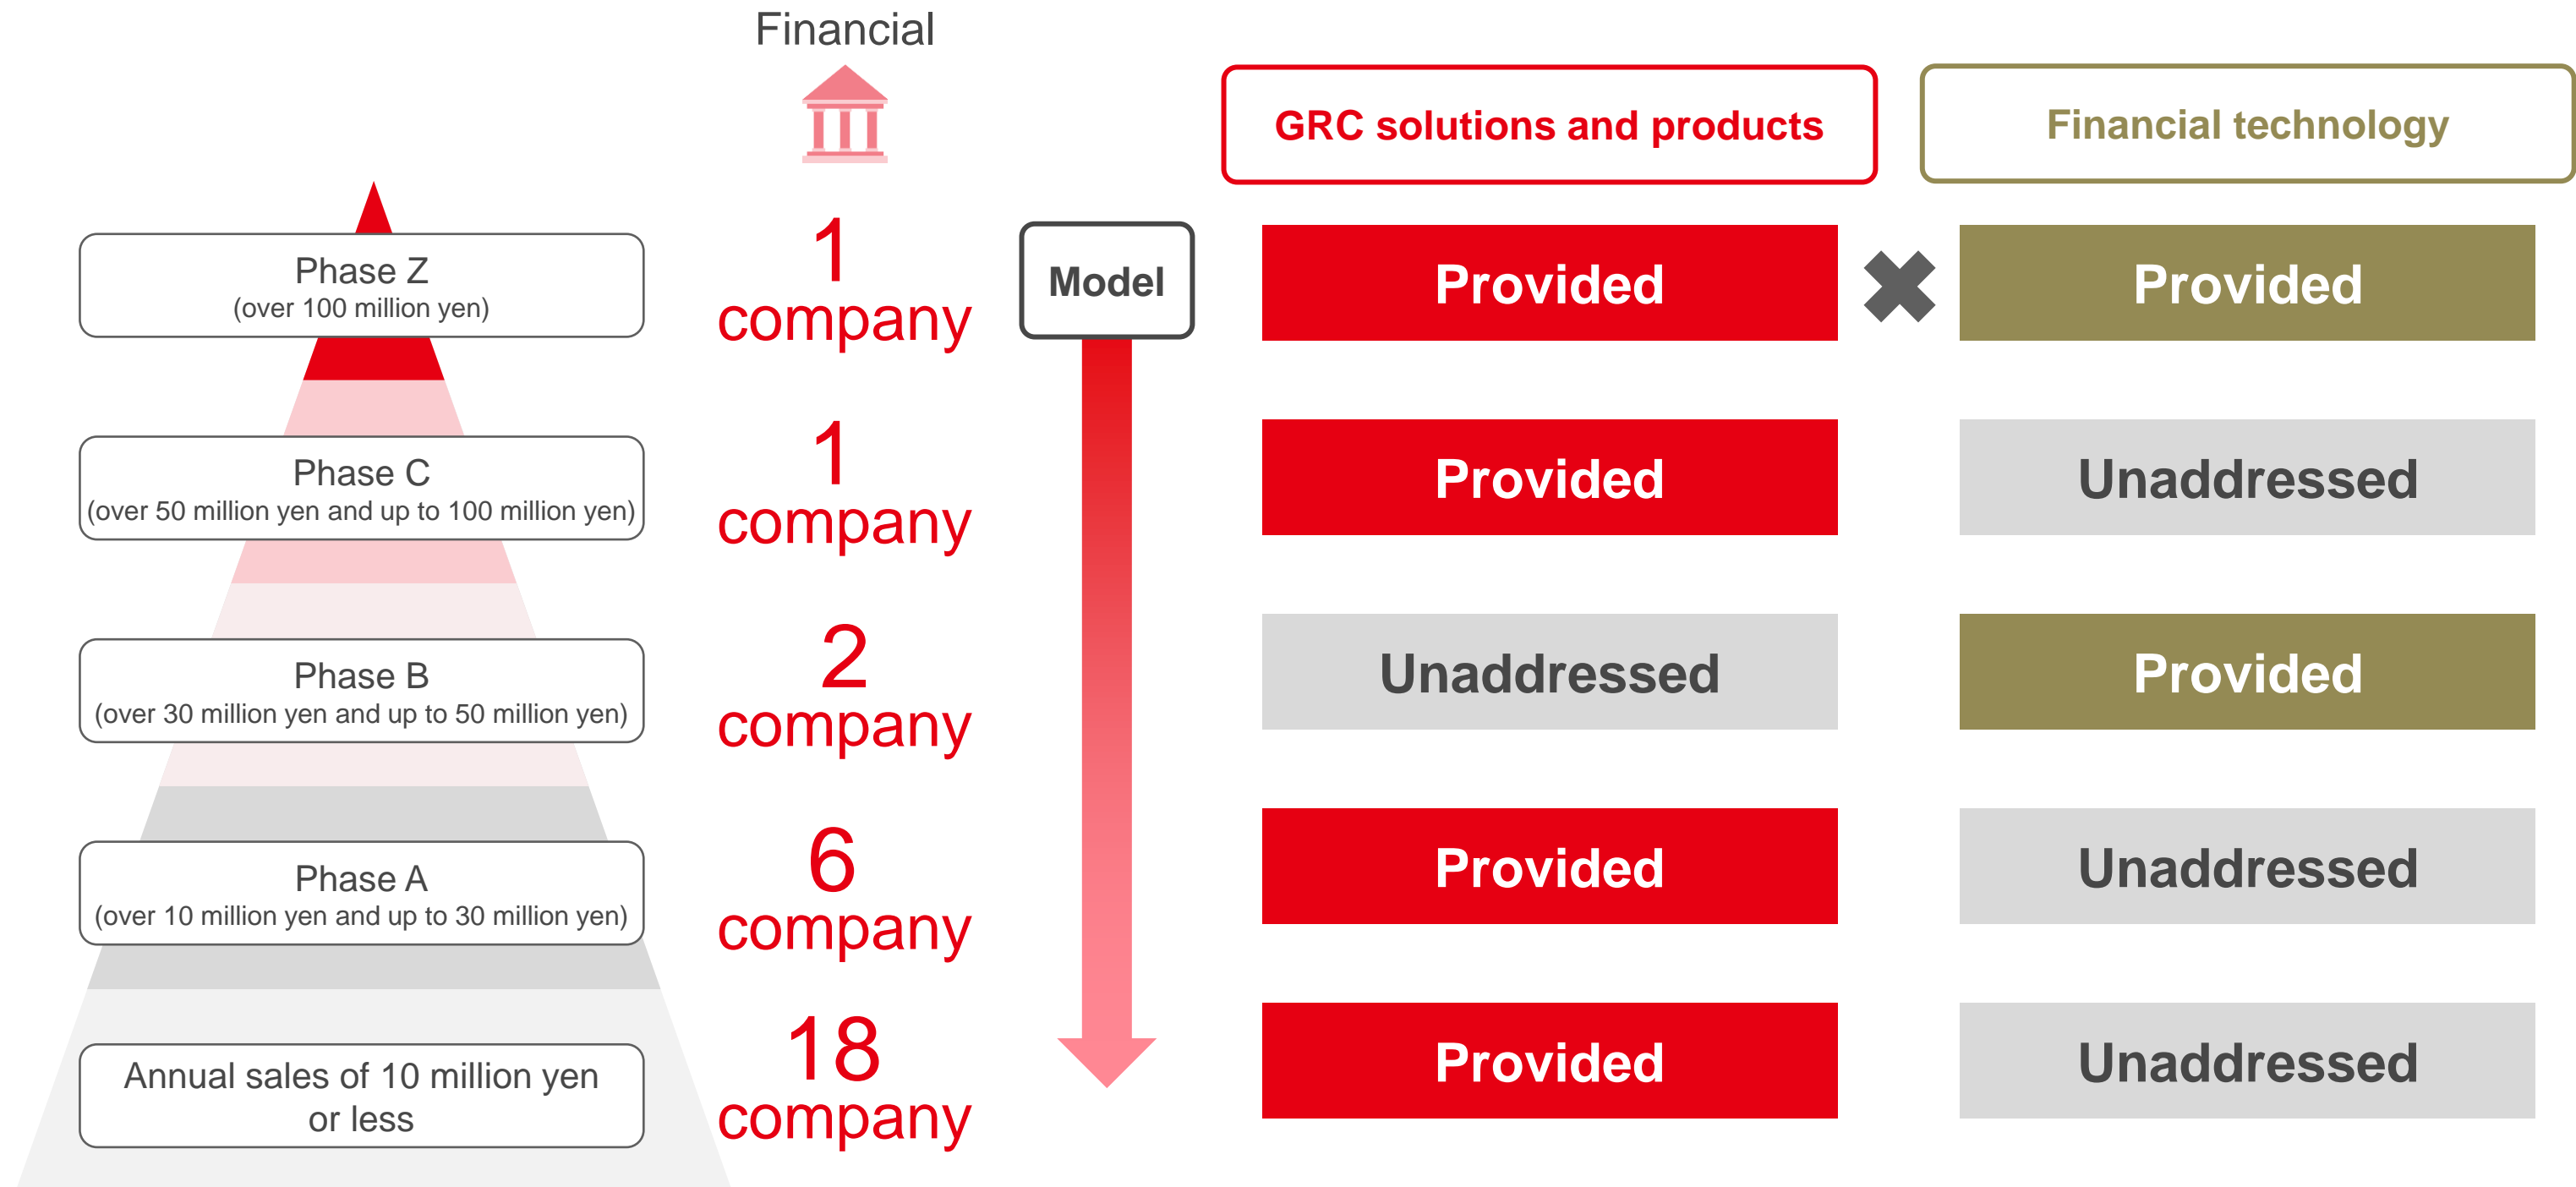 Financial
GRC solutions and products
Financial technology
Phase Z
(over 100 million yen)
1
company
Model
Provided
Provided
Phase C
(over 50 million yen and up to 100 million yen)
1
company
Provided
Unaddressed
Phase B
(over 30 million yen and up to 50 million yen)
2
company
Unaddressed
Provided
Phase A
(over 10 million yen and up to 30 million yen)
6
company
Provided
Unaddressed
Annual sales of 10 million yen
or less
18
company
Provided
Unaddressed